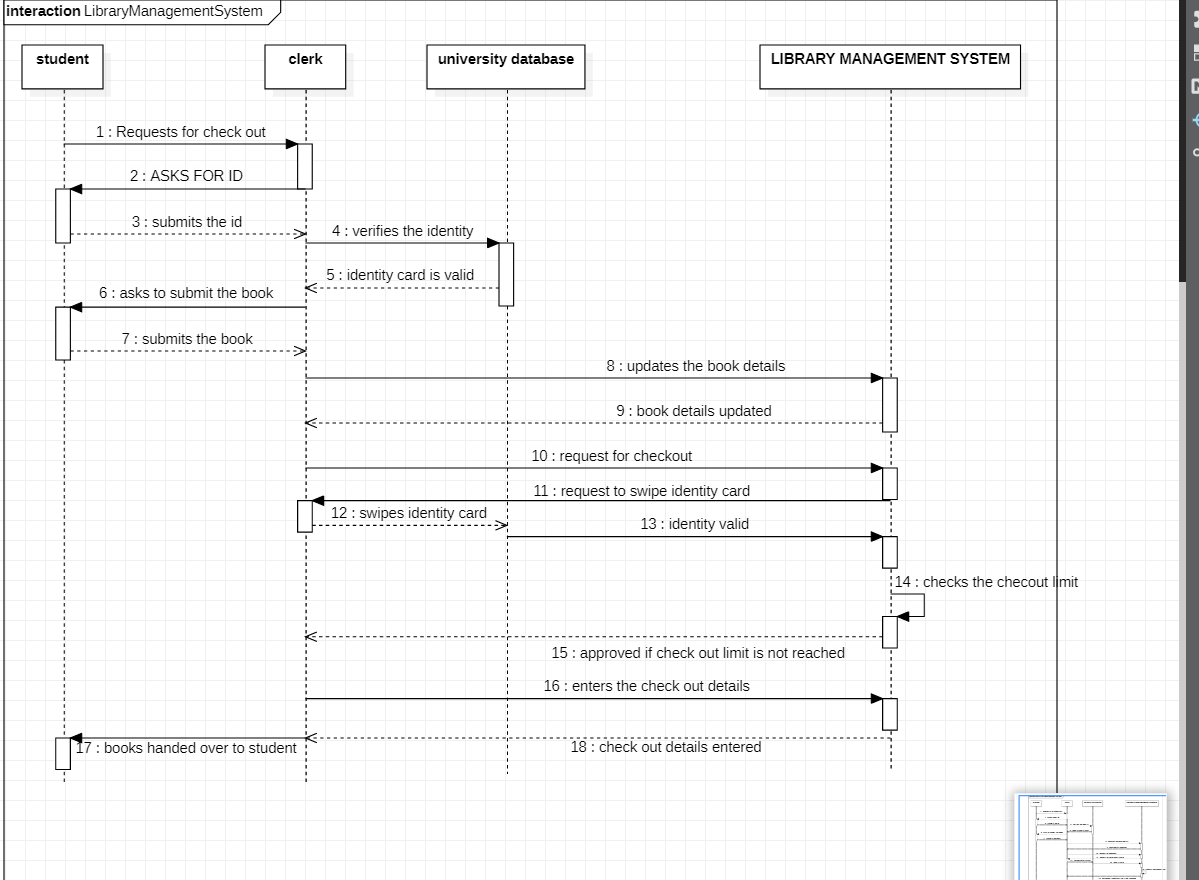 interaction LibraryManagementSystem
student
clerk
university database
LIBRARY MANAGEMENT SYSTEM
1 : Requests for check out
2 : ASKS FOR ID
3 : submits the id
4 : verifies the identity
5 : identity card is valid
6 : asks to submit the book
7 : submits the book
8 : updates the book details
9 : book details updated
10 : request for checkout
11 : request to swipe identity card
12 : swipes identity card
13 : identity valid
14 : checks the checout limit
15 : approved if check out limit is not reached
16 : enters the check out details
17 : books handed over to student
18 : check out details entered